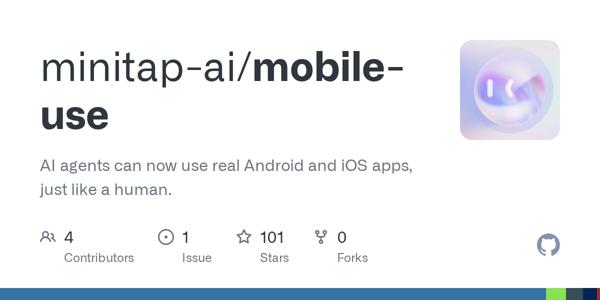 minitap-ai/mobile-
use
AI agents can now use real Android and iOS apps,
just like a human.
4 1 101 0
Contributors Issue Stars Forks